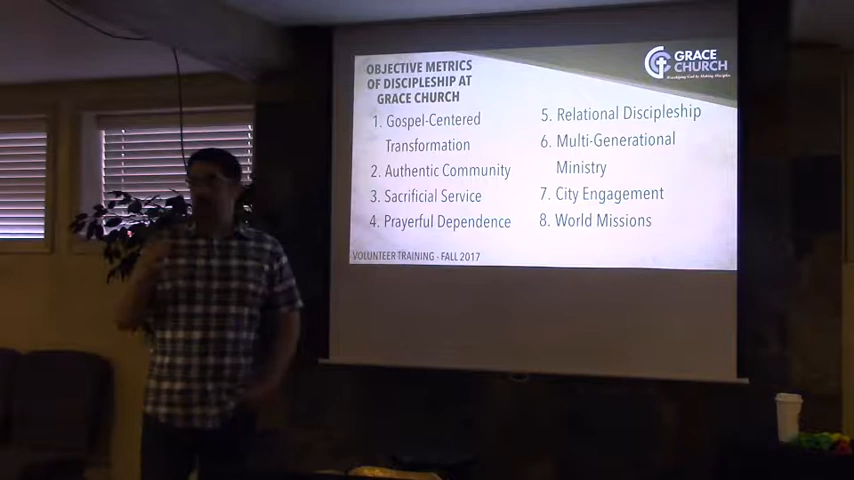 OBJECTIVE METRICS
OF DISCIPLESHIP AT
GRACE CHURCH
1. Gospel-Centered
Transformation
2. Authentic Community
3. Sacrificial Service
4. Prayerful Dependence
5. Relational Discipleship
6. Multi-Generational
Ministry
7. City Engagement
8. World Missions
VOLUNTEER TRAINING - FALL 2017
GRACE
CHURCH